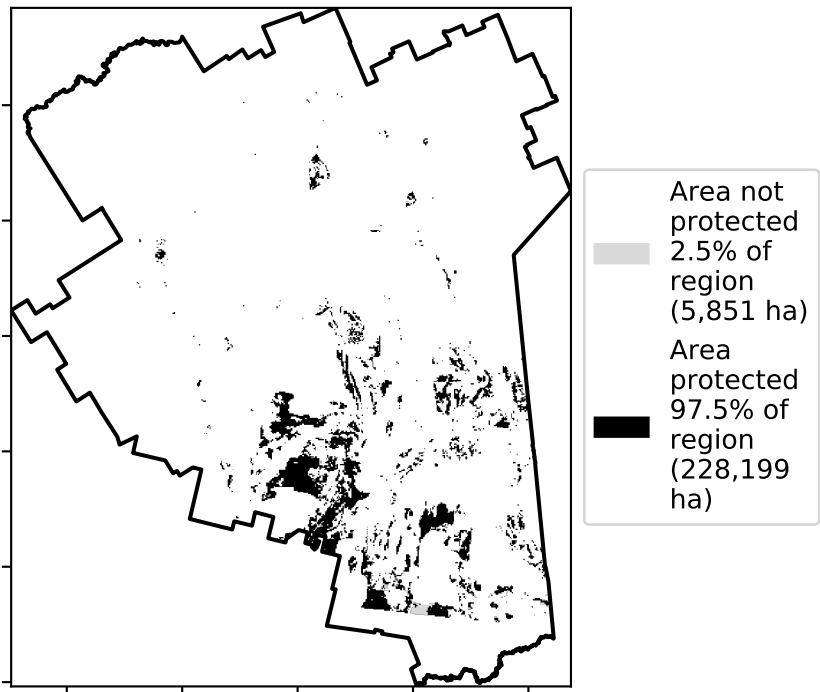 Area not
protected
2.5% of
region
(5,851 ha)
Area
protected
97.5% of
region
(228,199
ha)